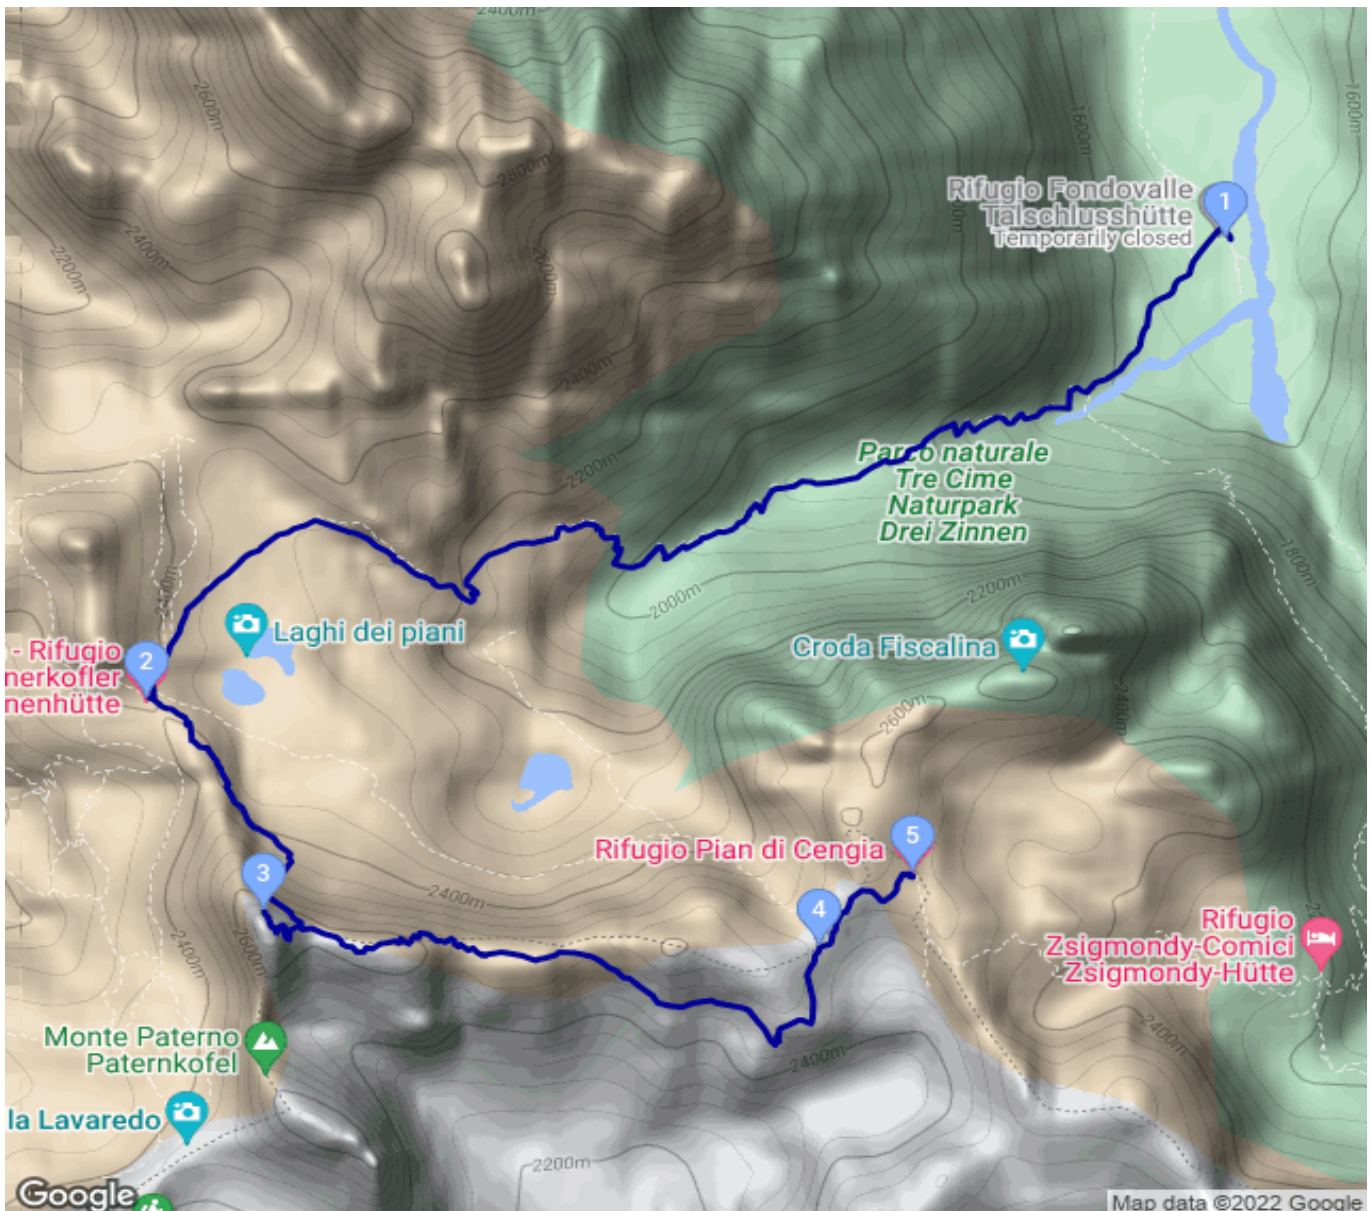 2400m
2600m
1600m
1600m
2800m
Rifugio Fondovalle
Talschlusshütte
Temporarily closed
1
2400m
2200m
2600m
2400m
Parco naturale
Tre Cime
Naturpark
Drei Zinnen
2200m
1800m
2000m
2200m
Laghi dei piani
Croda Fiscalina
- Rifugio
nerkofler
nenhütte
2
2400m
2600m
Rifugio Pian di Cengia
5
3
2400m
4
2400m
2600m
Rifugio
Zsigmondy-Comici
Zsigmondy-Hütte
Monte Paterno
Paternkofel
2400m
2400m
la Lavaredo
2200m
Google
Map data ©2022 Google